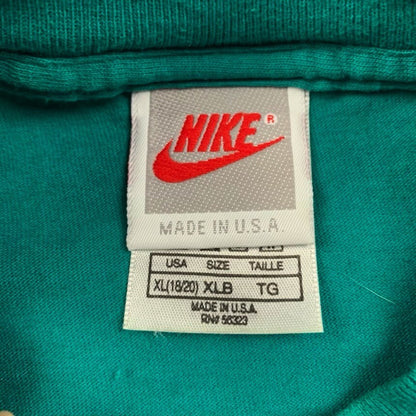 NIKE®
MADE IN U.S.A.
USA SIZE TAILLE
XL(18/20) XLB TG
MADE IN U.S.A.
RN# 56323